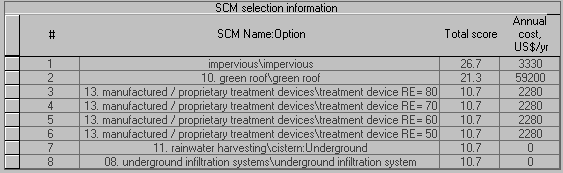 SCM selection information
# SCM Name:Option Total score Annual cost, US$/yr
1 impervious\impervious 26.7 3330
2 10. green roof\green roof 21.3 59200
3 13. manufactured / proprietary treatment devices\treatment device RE= 80 10.7 2280
4 13. manufactured / proprietary treatment devices\treatment device RE= 70 10.7 2280
5 13. manufactured / proprietary treatment devices\treatment device RE= 60 10.7 2280
6 13. manufactured / proprietary treatment devices\treatment device RE= 50 10.7 2280
7 11. rainwater harvesting\cistern:Underground 10.7 0
8 08. underground infiltration systems\underground infiltration system 10.7 0